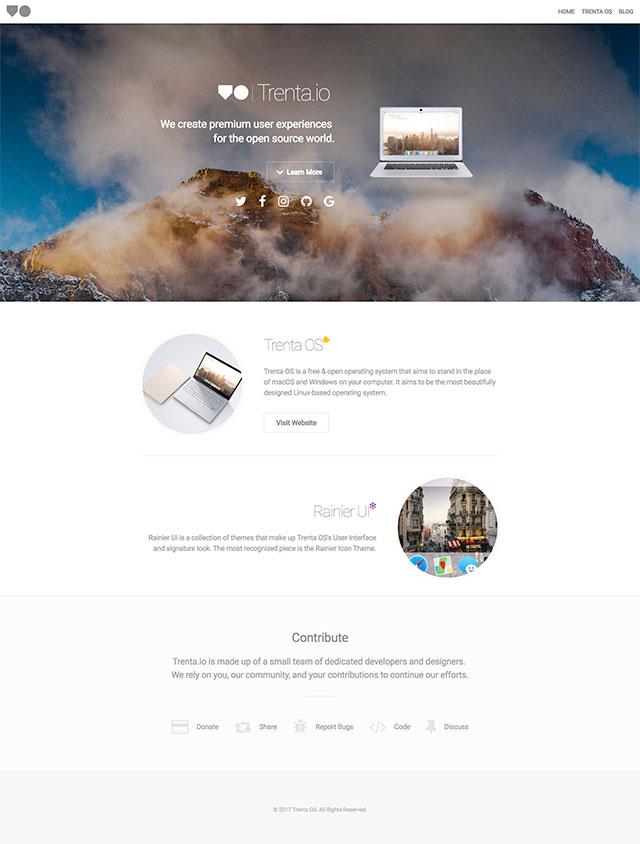 HOME TRENTA OS BLOG
Trenta.io
We create premium user experiences
for the open source world.
Learn More
Trenta OS
Trenta OS is a free & open operating system that aims to stand in the place
of macOS and Windows on your computer. It aims to be the most beautifully
designed Linux-based operating system.
Visit Website
Rainier UI
Rainier UI is a collection of themes that make up Trenta OS's User Interface
and signature look. The most recognized piece is the Rainier Icon Theme.
Contribute
Trenta.io is made up of a small team of dedicated developers and designers.
We rely on you, our community, and your contributions to continue our efforts.
Donate Share Report Bugs Code Discuss
© 2017 Trenta OS. All Rights Reserved.